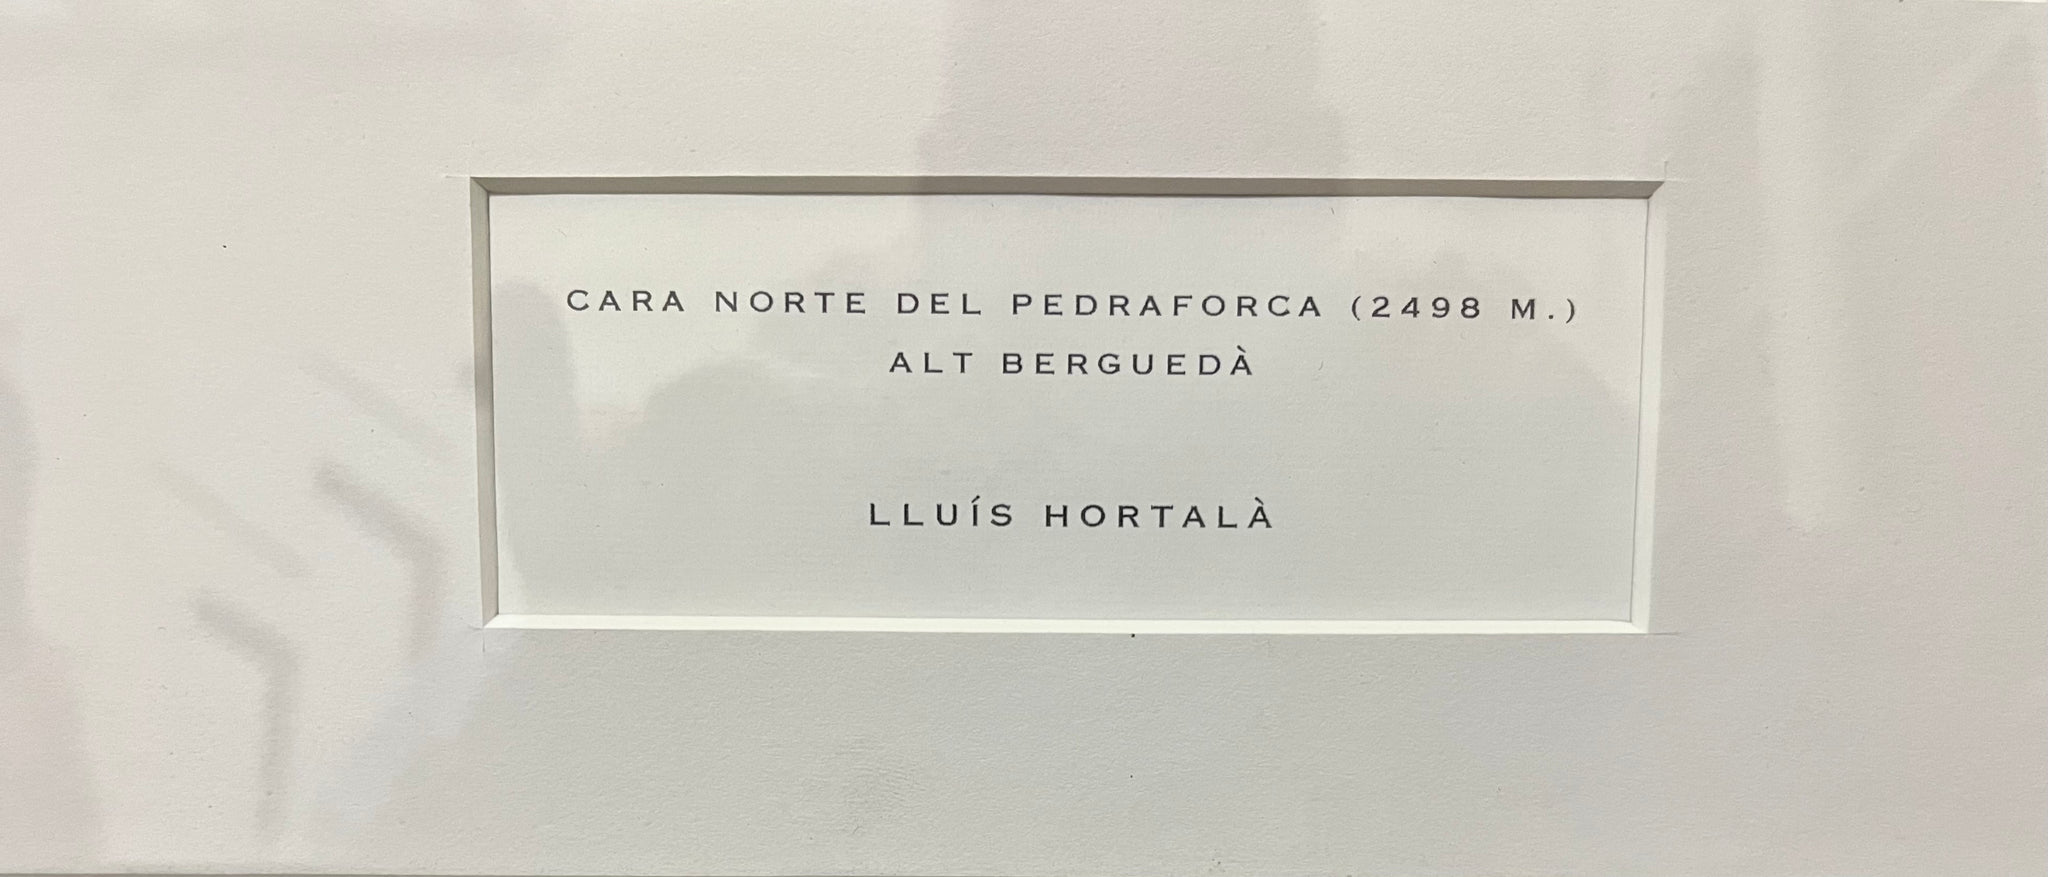 CARA NORTE DEL PEDRAFORCA (2498 M.)
ALT BERGUEDÀ
LLUÍS HORTALÀ